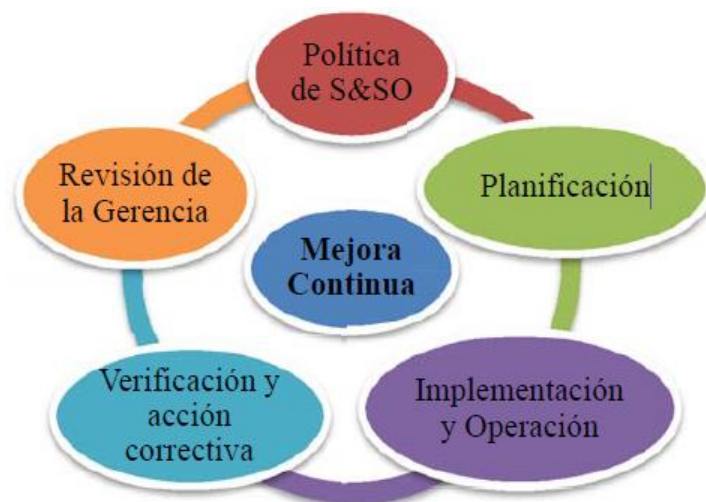 Política
de S&SO
Planificación
Implementación
y Operación
Verificación y
acción
correctiva
Revisión de
la Gerencia
Mejora
Continua